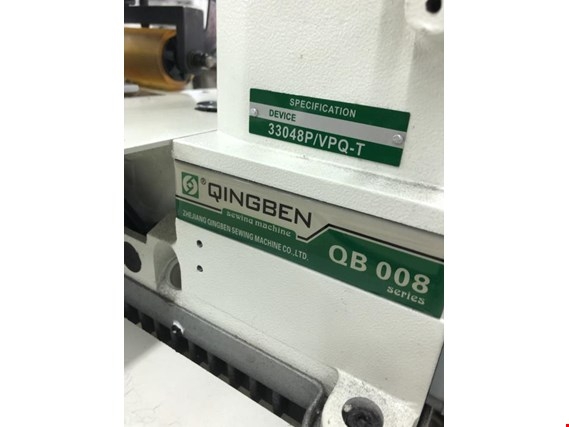 SPECIFICATION
DEVICE
33048P/VPQ-T
® QINGBEN
sewing machine
ZHEJIANG QINGBEN SEWING MACHINE CO.,LTD.
QB 008
series